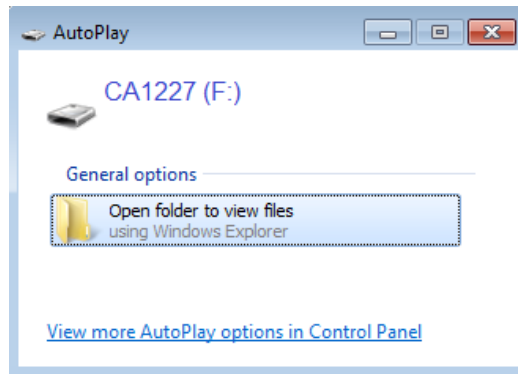 AutoPlay
CA1227 (F:)
General options
Open folder to view files
using Windows Explorer
View more AutoPlay options in Control Panel